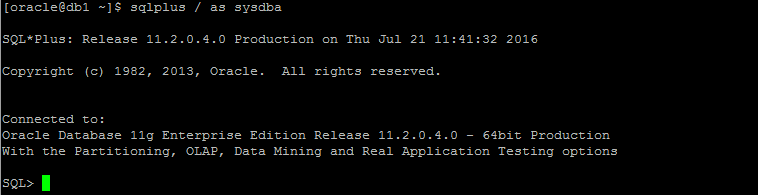 [oracle@db1 ~]$ sqlplus / as sysdba
SQL*Plus: Release 11.2.0.4.0 Production on Thu Jul 21 11:41:32 2016
Copyright (c) 1982, 2013, Oracle.  All rights reserved.
Connected to:
Oracle Database 11g Enterprise Edition Release 11.2.0.4.0 - 64bit Production
With the Partitioning, OLAP, Data Mining and Real Application Testing options
SQL>